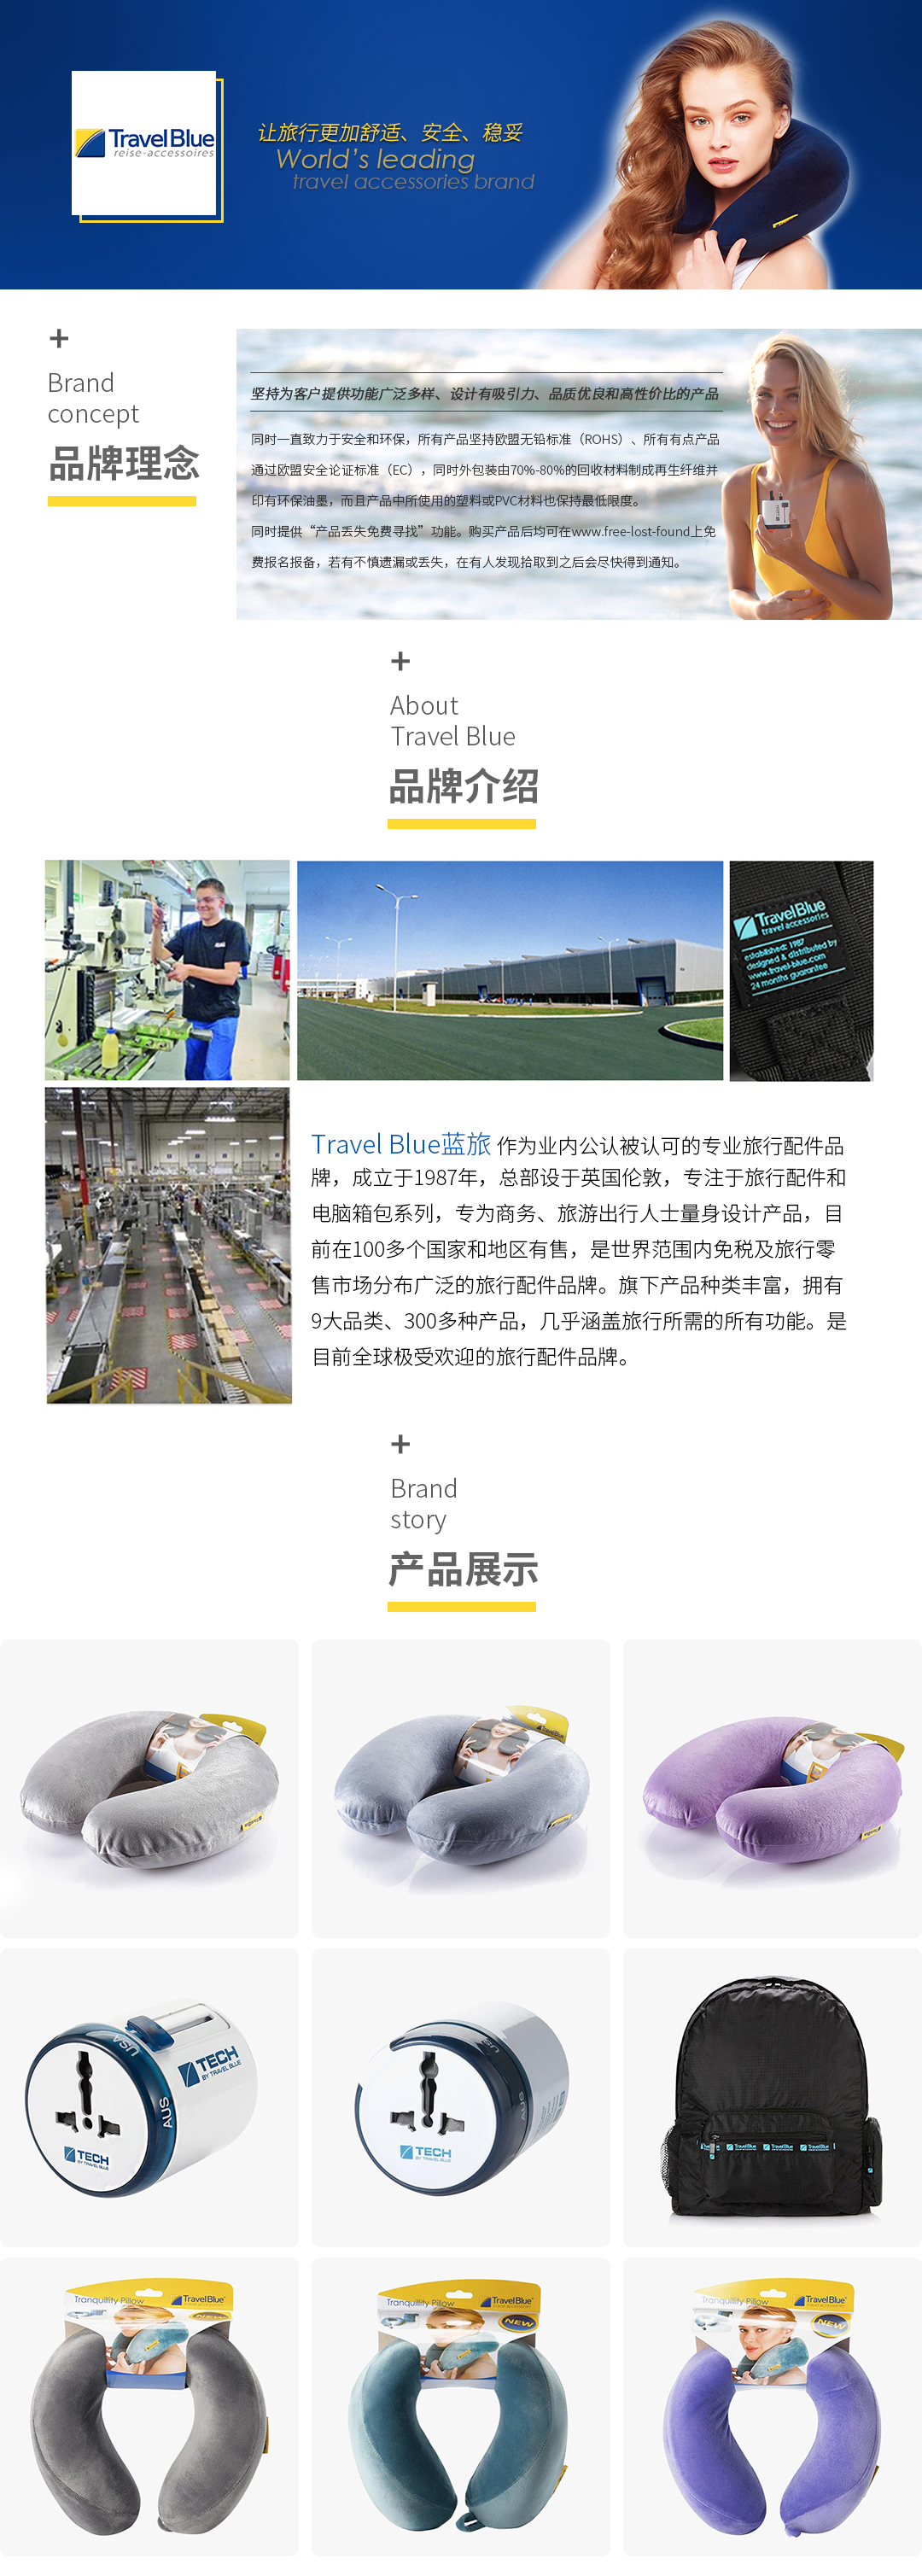 TravelBlue
reise-accessoires
让旅行更加舒适、安全、稳妥
World's leading
travel accessories brand
+
Brand
concept
品牌理念
坚持为客户提供功能广泛多样、设计有吸引力、品质优良和高性价比的产品
同时一直致力于安全和环保，所有产品坚持欧盟无铅标准（ROHS）、所有有点产品
通过欧盟安全论证标准（EC），同时外包装由70%-80%的回收材料制成再生纤维并
印有环保油墨，而且产品中所使用的塑料或PVC材料也保持最低限度。
同时提供“产品丢失免费寻找”功能。购买产品后均可在www.free-lost-found上免
费报名报备，若有不慎遗漏或丢失，在有人发现拾取到之后会尽快得到通知。
+
About
Travel Blue
品牌介绍
TravelBlue
travel accessories
established: 1987
designed & distributed by
www.travel-blue.com
24 months guarantee
Travel Blue蓝旅 作为业内公认被认可的专业旅行配件品
牌，成立于1987年，总部设于英国伦敦，专注于旅行配件和
电脑箱包系列，专为商务、旅游出行人士量身设计产品，目
前在100多个国家和地区有售，是世界范围内免税及旅行零
售市场分布广泛的旅行配件品牌。旗下产品种类丰富，拥有
9大品类、300多种产品，几乎涵盖旅行所需的所有功能。是
目前全球极受欢迎的旅行配件品牌。
+
Brand
story
产品展示
TravelBlue
USA
AUS
TECH
BY TRAVEL BLUE
TECH
BY TRAVEL BLUE
US
AUS
TECH
BY TRAVEL BLUE
TravelBlue
TravelBlue
TravelBlue
Tranquillity Pillow
TravelBlue
Tranquillity Pillow
TravelBlue
NEW
Tranquillity Pillow
TravelBlue
NEW